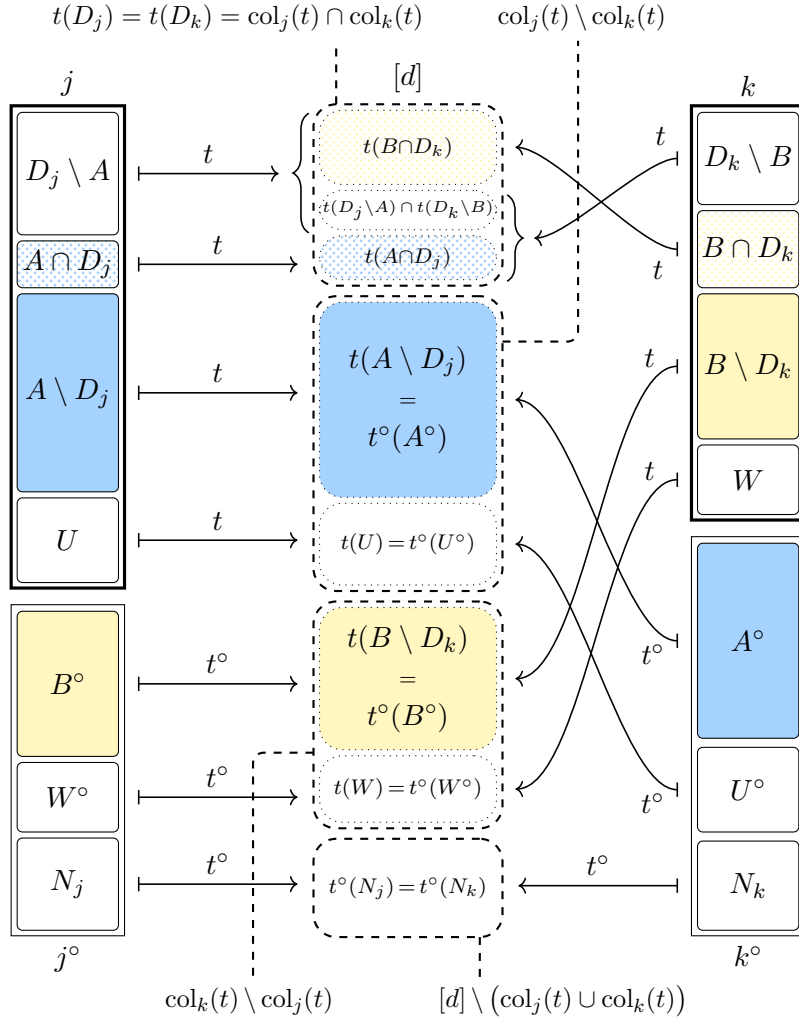 t(D_j) = t(D_k) = col_j(t) ∩ col_k(t)
col_j(t) \ col_k(t)
j
[d]
k
D_j \ A
t
t(B∩D_k)
t
D_k \ B
t(D_j\A) ∩ t(D_k\B)
A ∩ D_j
t
t(A∩D_j)
t
B ∩ D_k
A \ D_j
t
t(A \ D_j)
=
t°(A°)
t
B \ D_k
t
W
U
t
t(U) = t°(U°)
B°
t°
t(B \ D_k)
=
t°(B°)
t°
A°
W°
t°
t(W) = t°(W°)
t°
U°
N_j
t°
t°(N_j) = t°(N_k)
t°
N_k
j°
k°
col_k(t) \ col_j(t)
[d] \ (col_j(t) ∪ col_k(t))